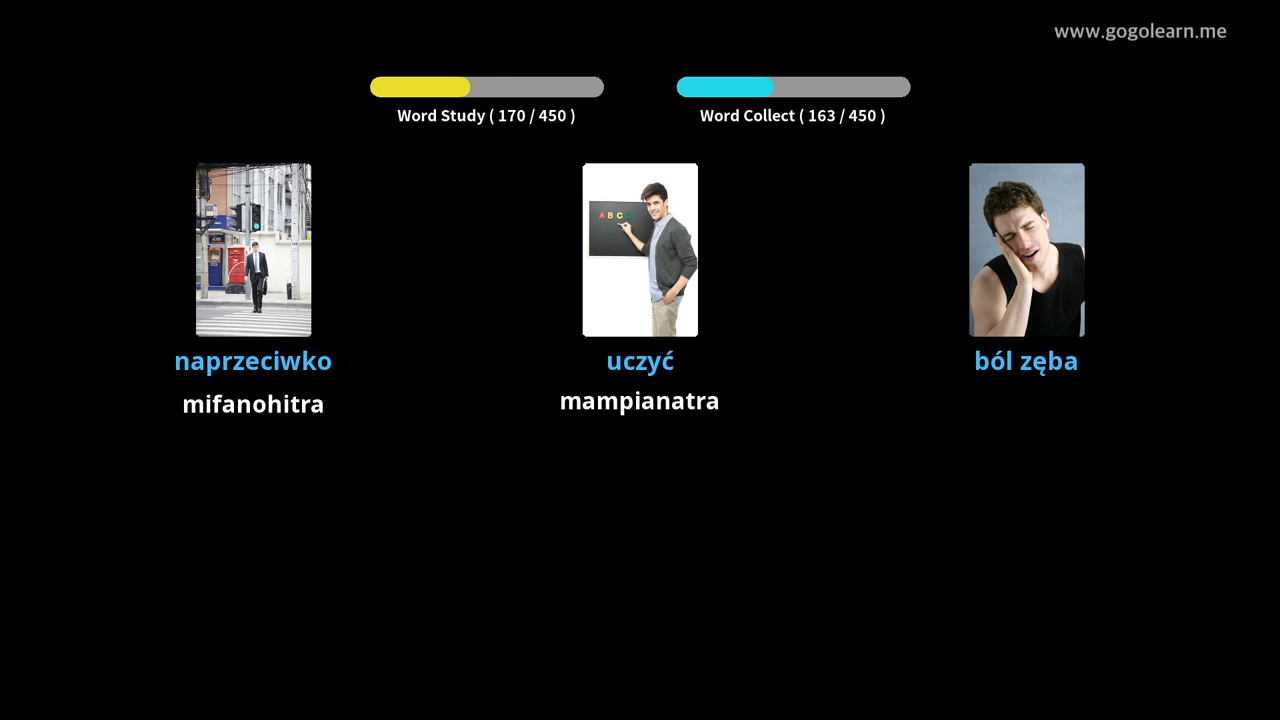 www.gogolearn.me
Word Study ( 170 / 450 )
Word Collect ( 163 / 450 )
A B C D
naprzeciwko
uczyć
ból zęba
mifanohitra
mampianatra